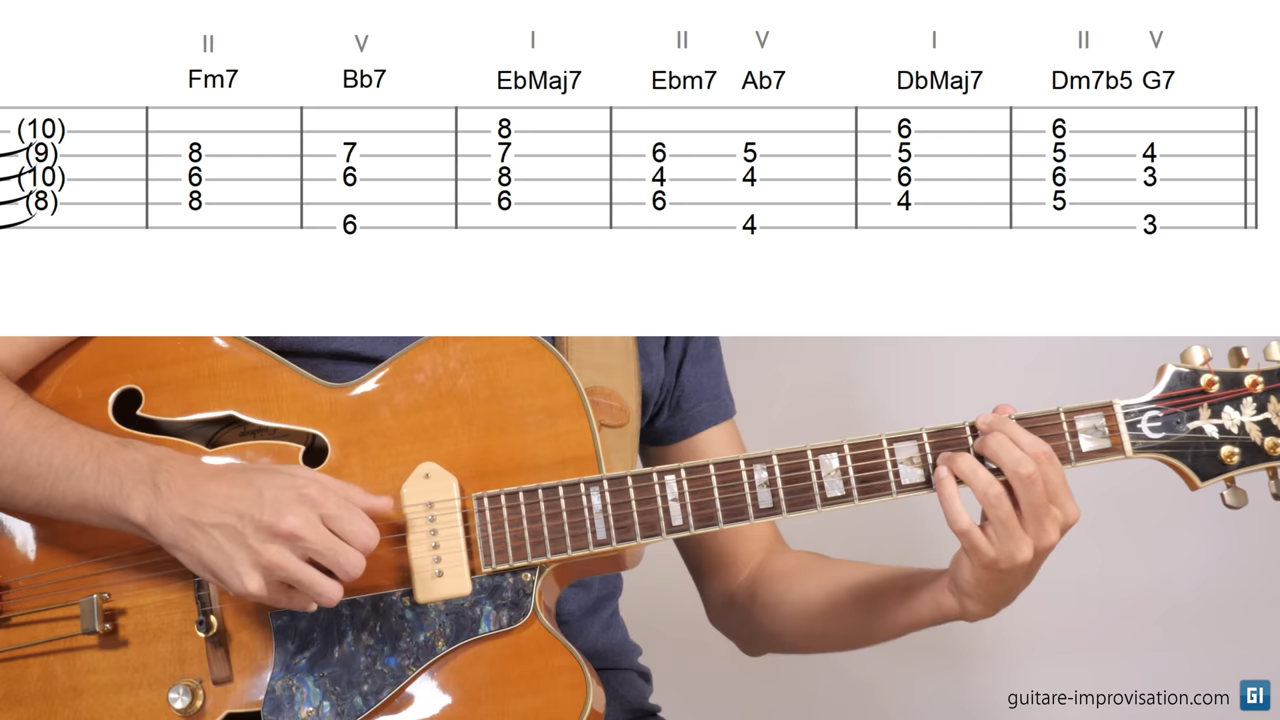 II V I II V I II V
Fm7 Bb7 EbMaj7 Ebm7 Ab7 DbMaj7 Dm7b5 G7
(10) 8 6 6
(9) 8 7 7 6 5 5 5 4
(10) 6 6 8 4 4 6 6 3
(8) 8 6 6 4 5
6 4 3
guitare-improvisation.com GI